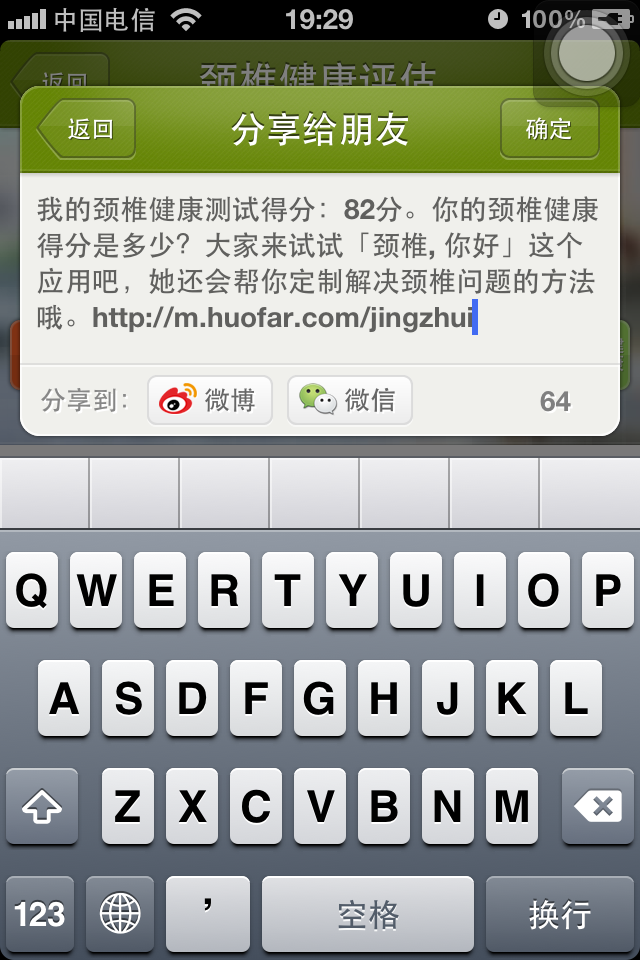 中国电信 19:29 100%
返回 颈椎健康评估
返回 分享给朋友 确定
我的颈椎健康测试得分：82分。你的颈椎健康
得分是多少？大家来试试「颈椎, 你好」这个
应用吧，她还会帮你定制解决颈椎问题的方法
哦。http://m.huofar.com/jingzhui
分享到： 微博 微信 64
Q W E R T Y U I O P
A S D F G H J K L
Z X C V B N M
123 ’ 空格 换行